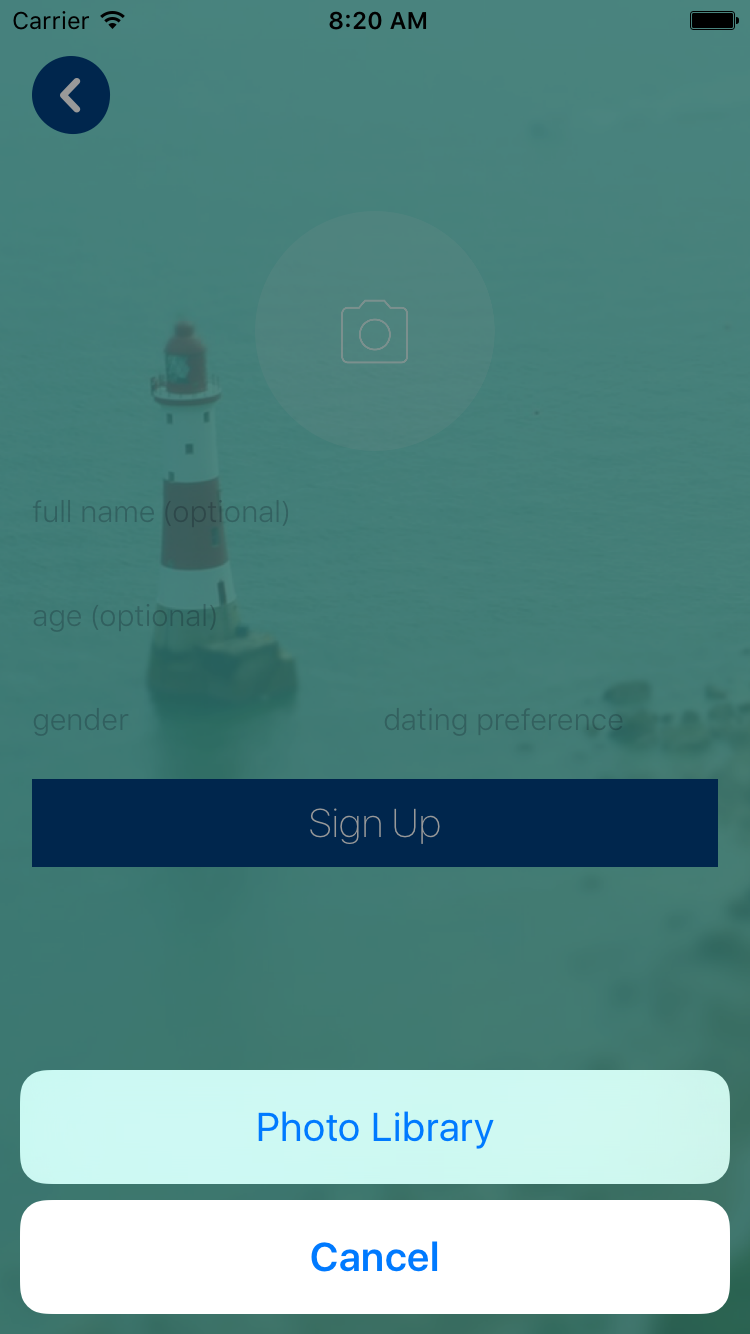 Carrier 8:20 AM
full name (optional)
age (optional)
gender dating preference
Sign Up
Photo Library
Cancel